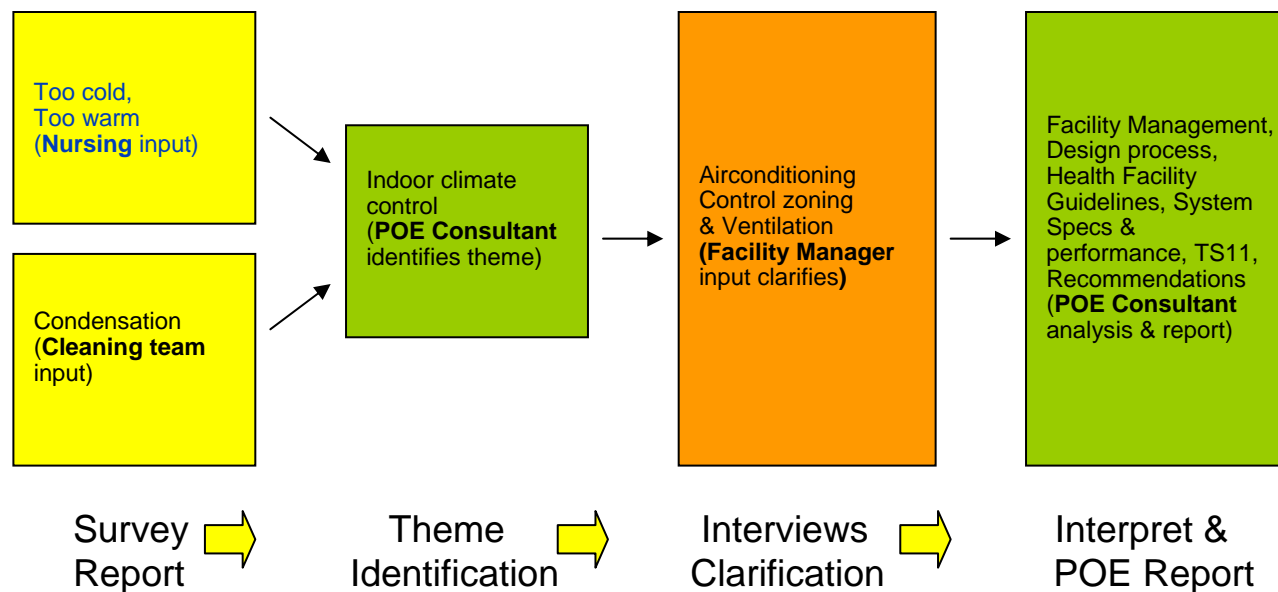 Too cold,
Too warm
(Nursing input)
Condensation
(Cleaning team
input)
Indoor climate
control
(POE Consultant
identifies theme)
Airconditioning
Control zoning
& Ventilation
(Facility Manager
input clarifies)
Facility Management,
Design process,
Health Facility
Guidelines, System
Specs &
performance, TS11,
Recommendations
(POE Consultant
analysis & report)
Survey
Report
Theme
Identification
Interviews
Clarification
Interpret &
POE Report